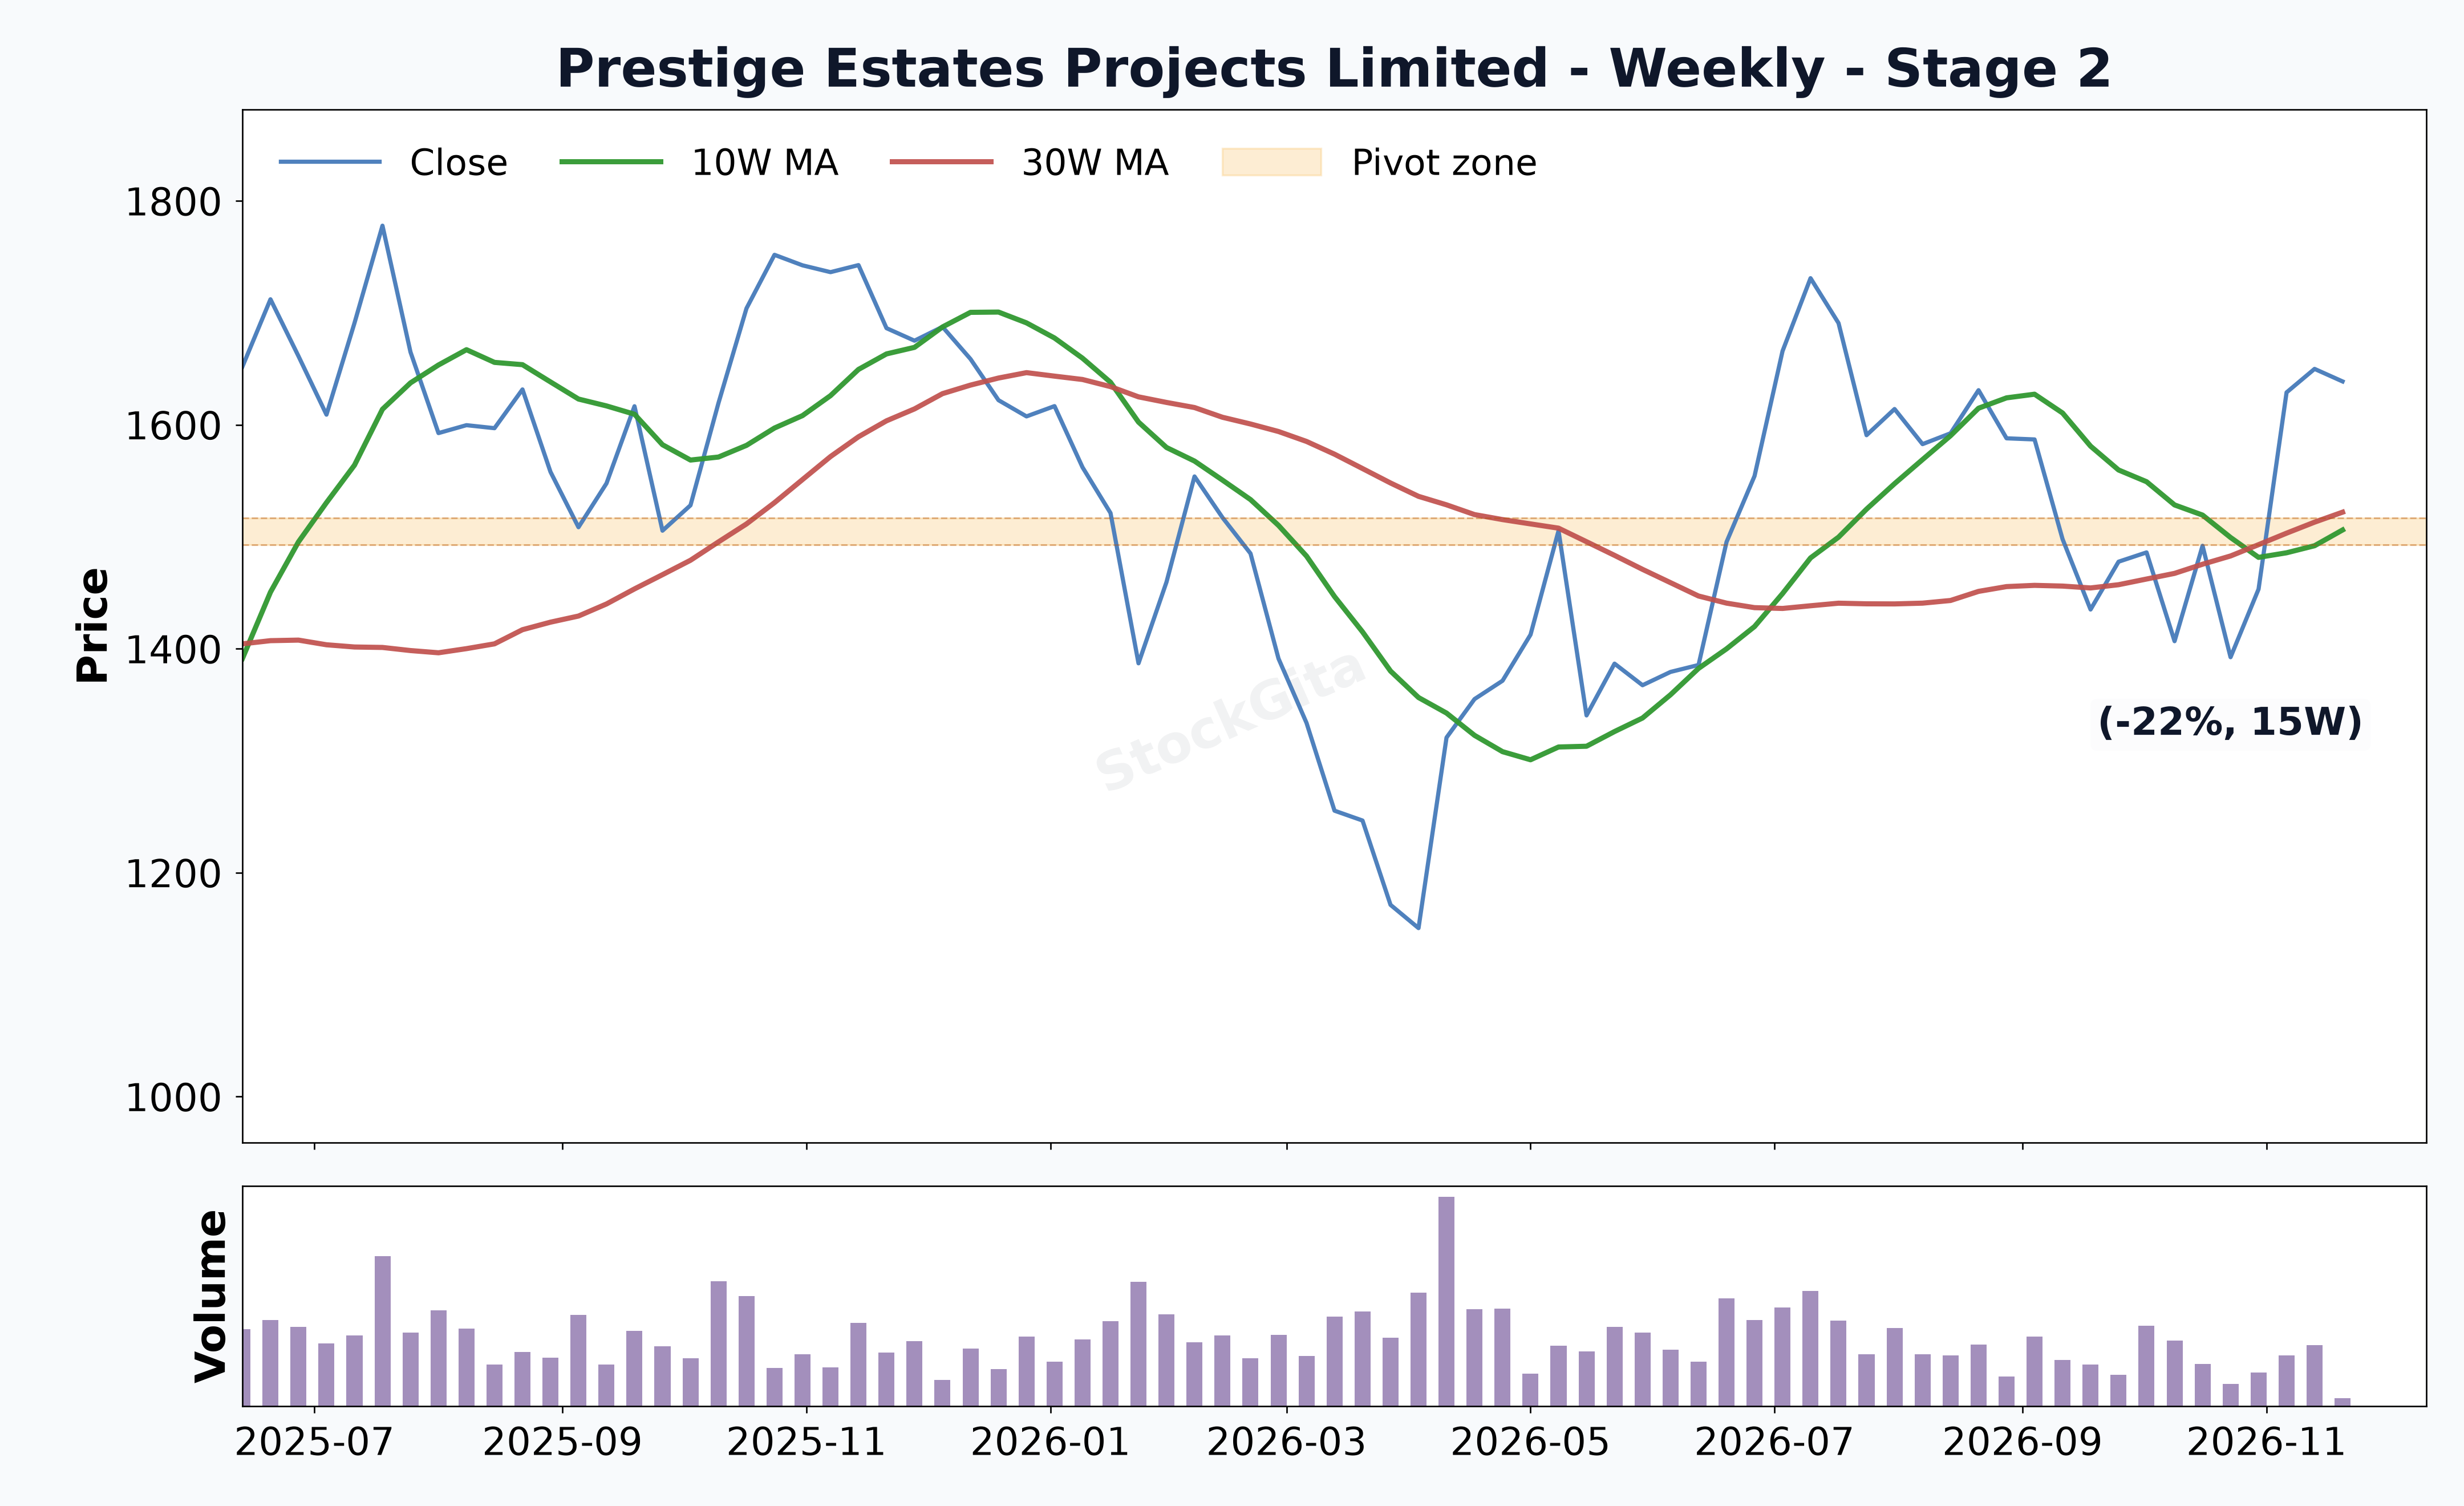 Prestige Estates Projects Limited - Weekly - Stage 2
Close
10W MA
30W MA
Pivot zone
Price
1800
1600
1400
1200
1000
StockGita
(-22%, 15W)
Volume
2025-07
2025-09
2025-11
2026-01
2026-03
2026-05
2026-07
2026-09
2026-11